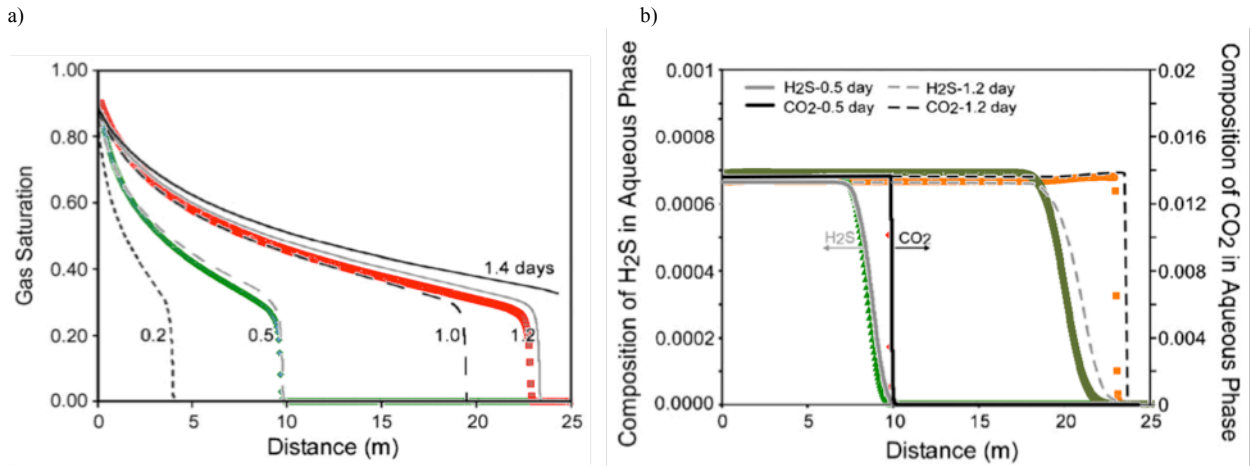 a)
1.00
0.80
0.60
0.40
0.20
0.00
Gas Saturation
0.2
0.5
1.0
1.2
1.4 days
0
5
10
15
20
25
Distance (m)
b)
Composition of H2S in Aqueous Phase
0.001
0.0008
0.0006
0.0004
0.0002
0.0000
H2S-0.5 day
H2S-1.2 day
CO2-0.5 day
CO2-1.2 day
H2S
CO2
0.02
0.016
0.012
0.008
0.004
0
Composition of CO2 in Aqueous Phase
0
5
10
15
20
25
Distance (m)